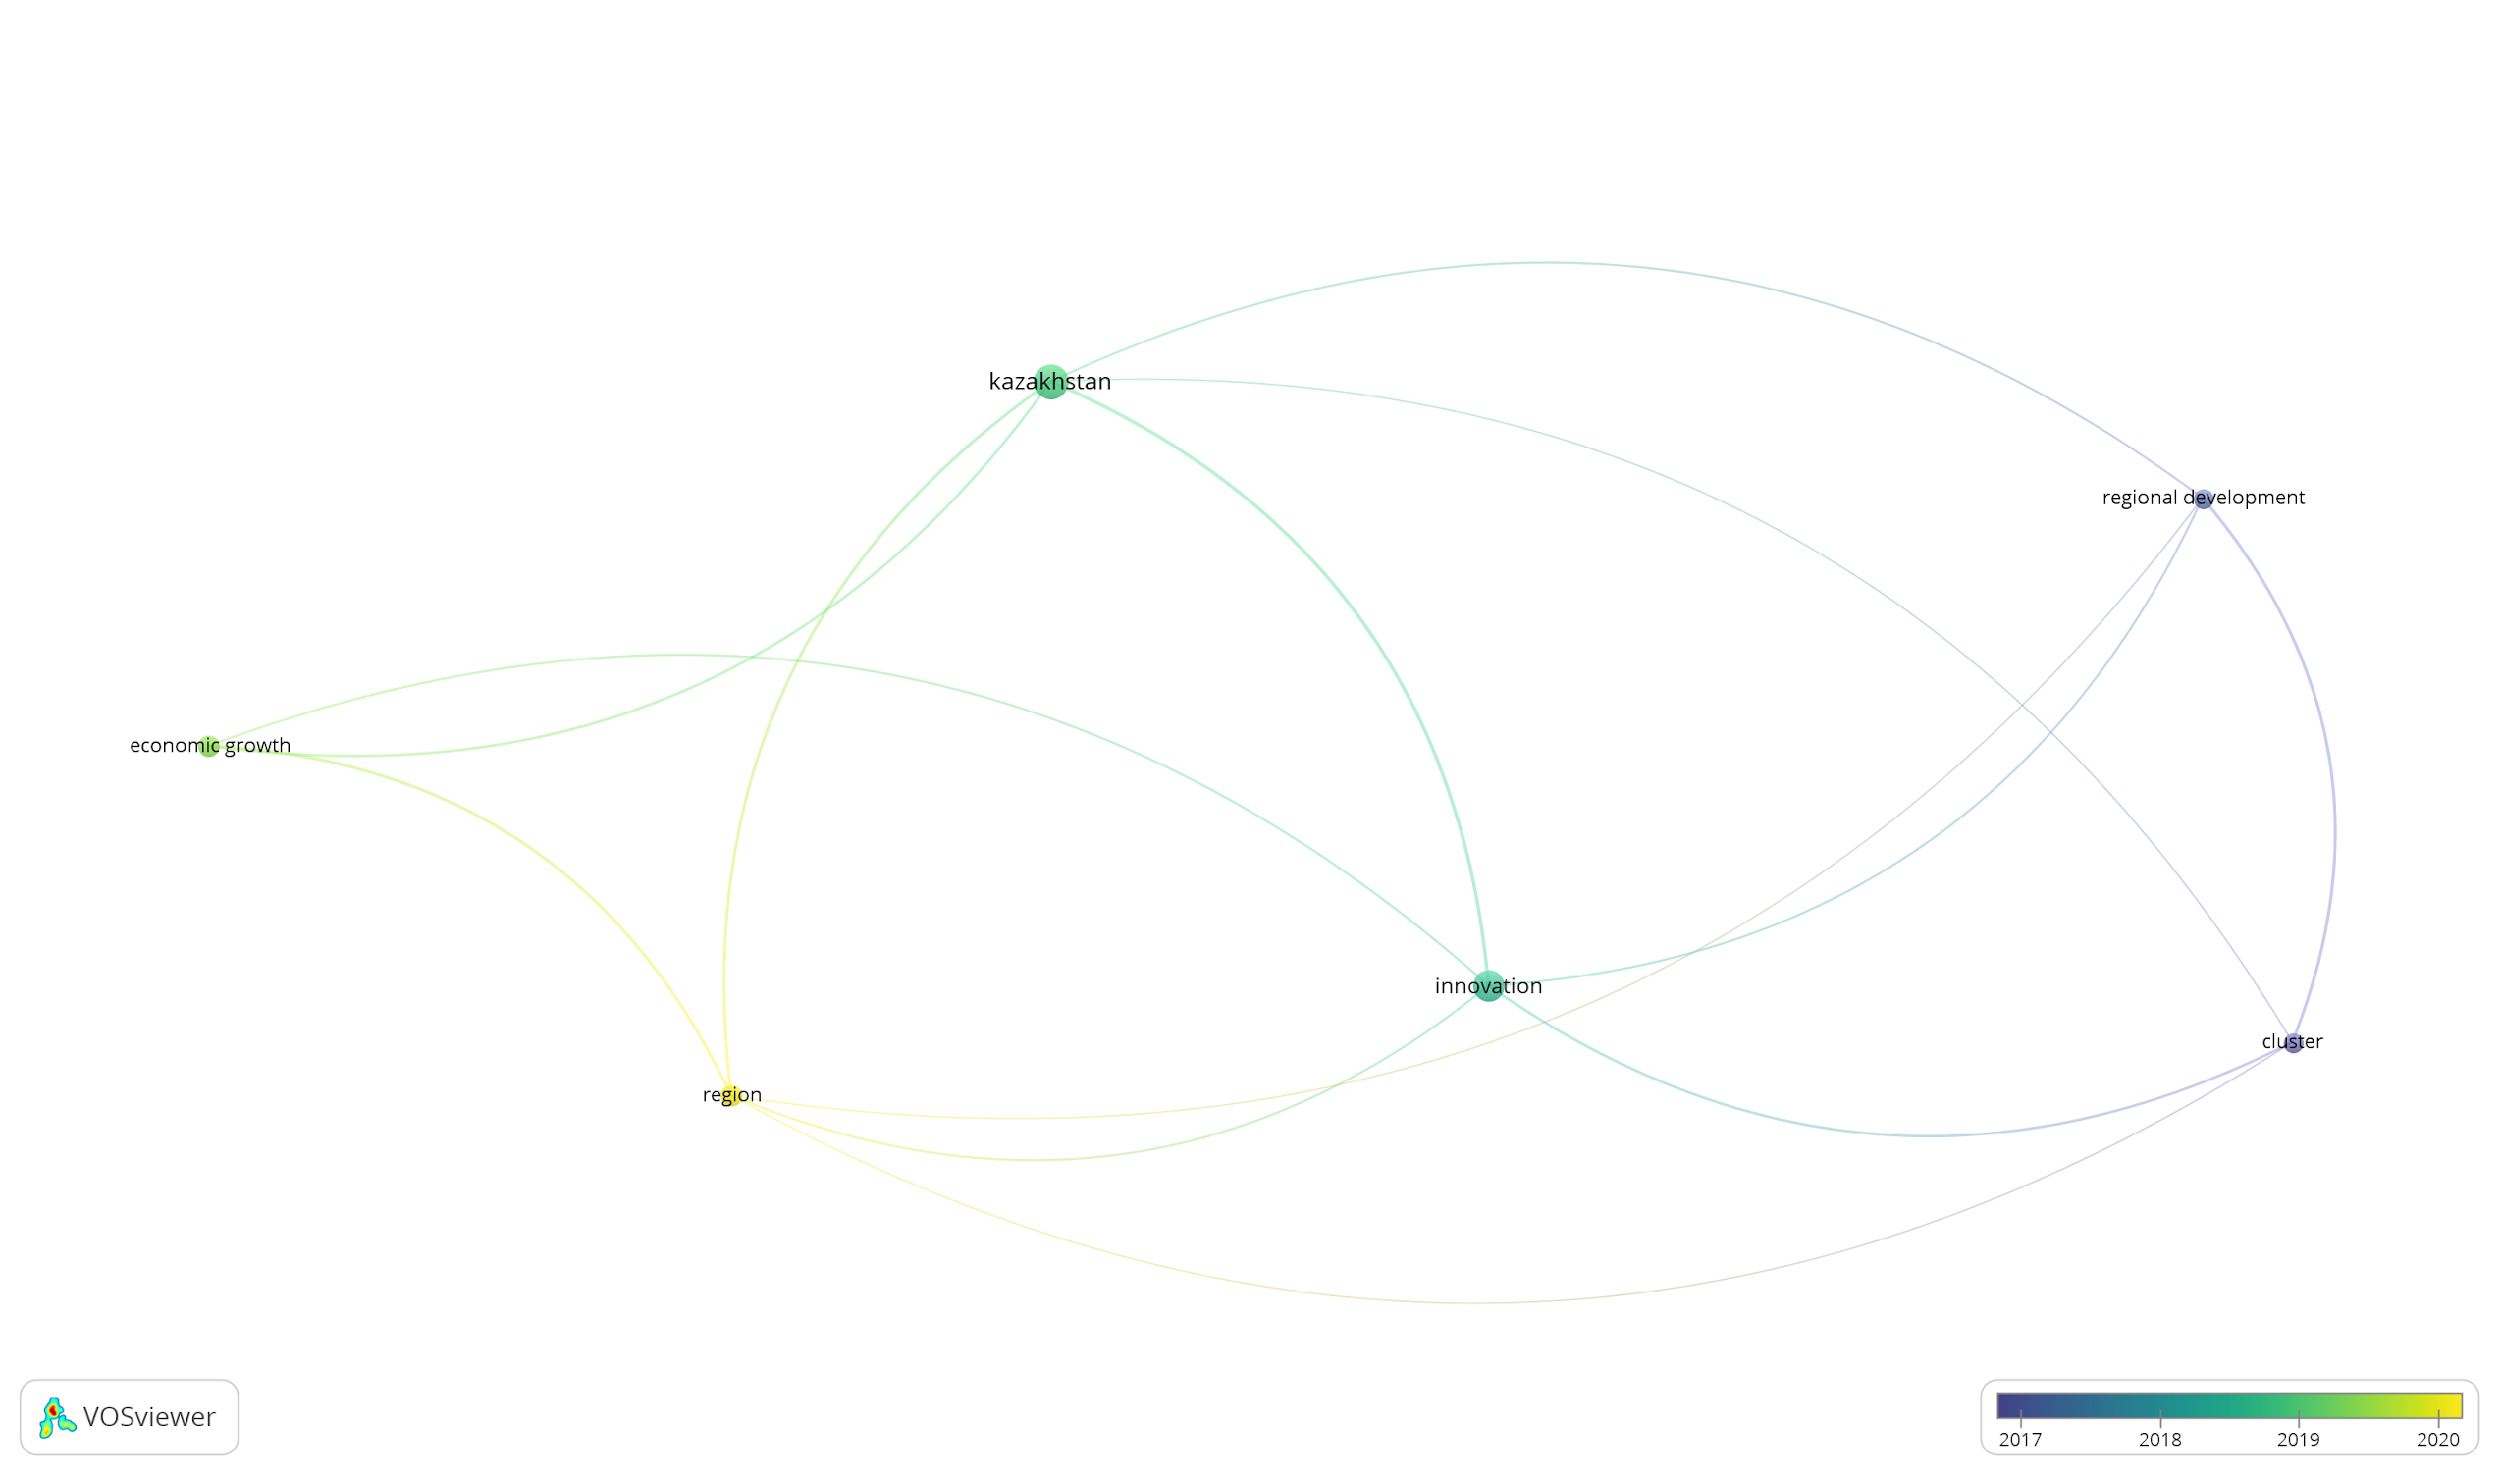 kazakhstan
regional development
economic growth
innovation
cluster
region
VOSviewer
2017 2018 2019 2020